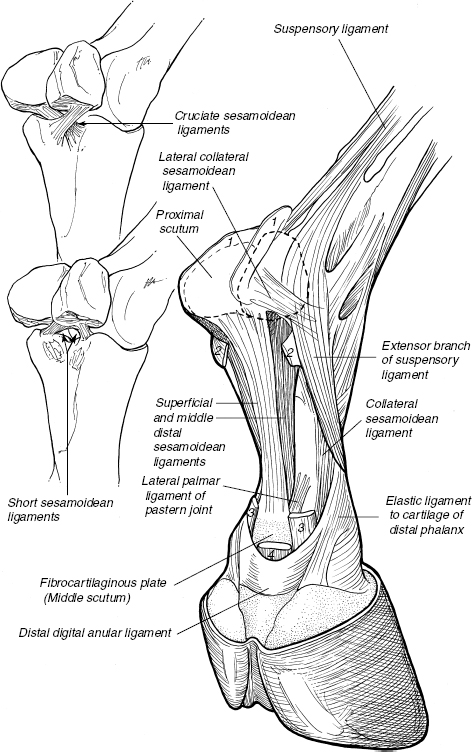 Suspensory ligament
Cruciate sesamoidean
ligaments
Lateral collateral
sesamoidean
ligament
Proximal
scutum
1
1
2
2
Extensor branch
of suspensory
ligament
Superficial
and middle
distal
sesamoidean
ligaments
Collateral
sesamoidean
ligament
Lateral palmar
ligament of
pastern joint
Short sesamoidean
ligaments
Elastic ligament
to cartilage of
distal phalanx
3
3
4
Fibrocartilaginous plate
(Middle scutum)
Distal digital anular ligament